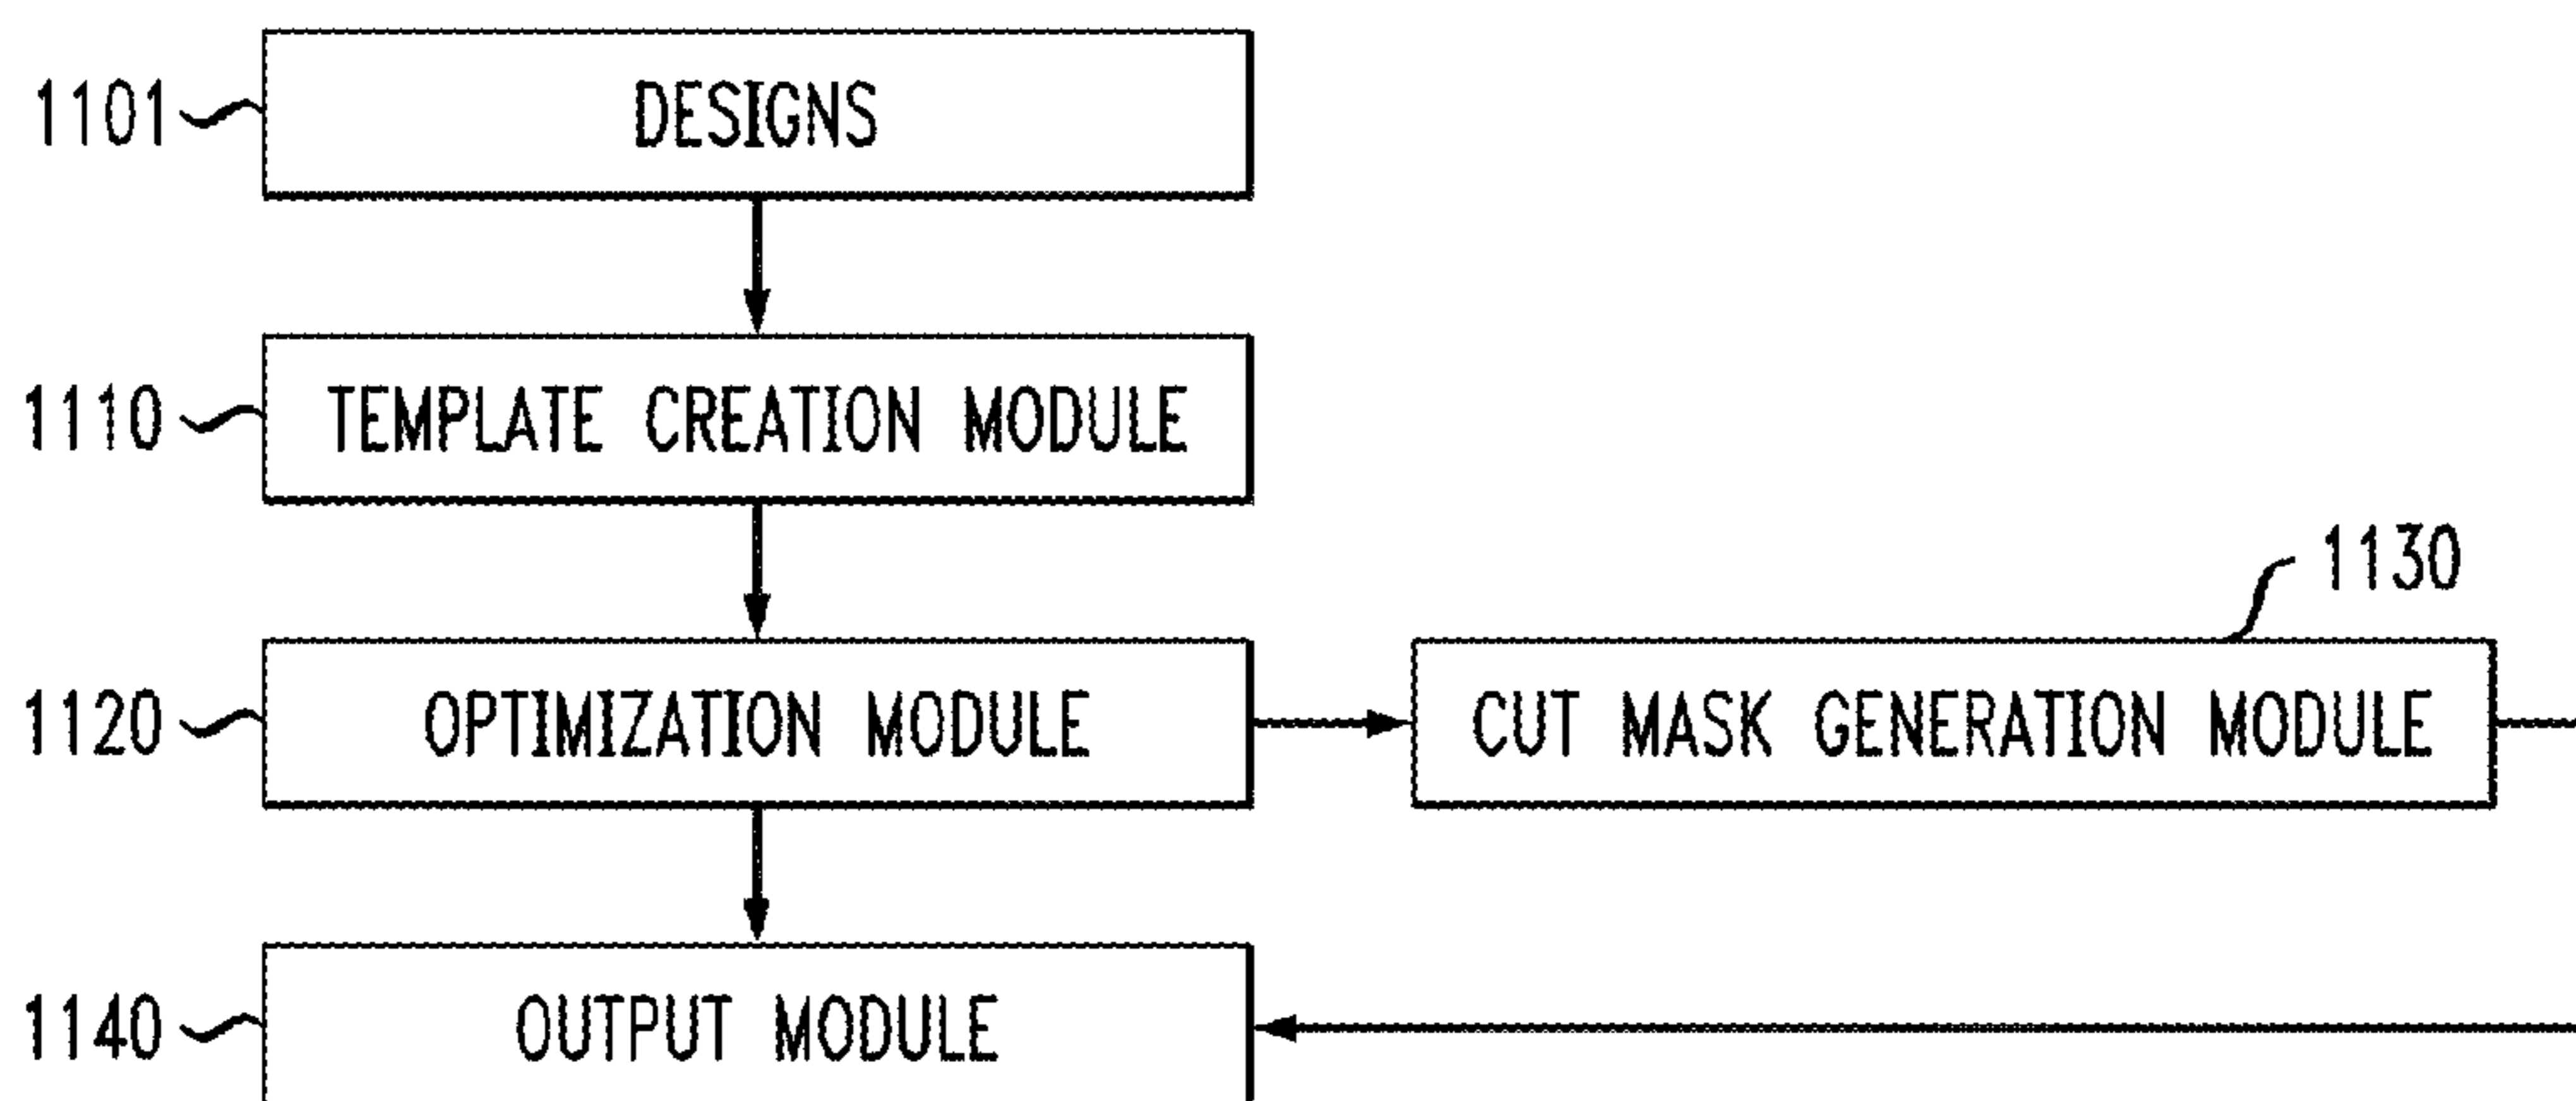 1101
DESIGNS
1110
TEMPLATE CREATION MODULE
1130
1120
OPTIMIZATION MODULE
CUT MASK GENERATION MODULE
1140
OUTPUT MODULE